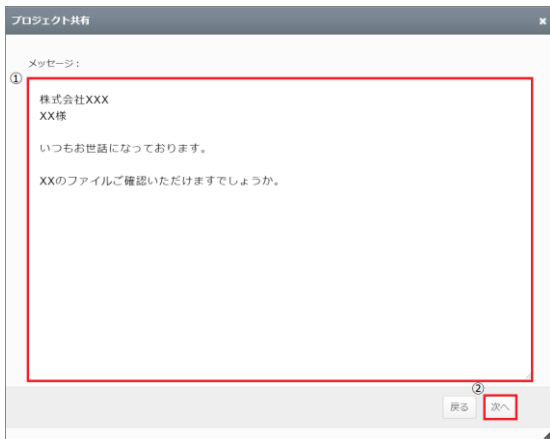 プロジェクト共有
メッセージ:
①
株式会社XXX
XX様
いつもお世話になっております。
XXのファイルご確認いただけますでしょうか。
②
戻る 次へ